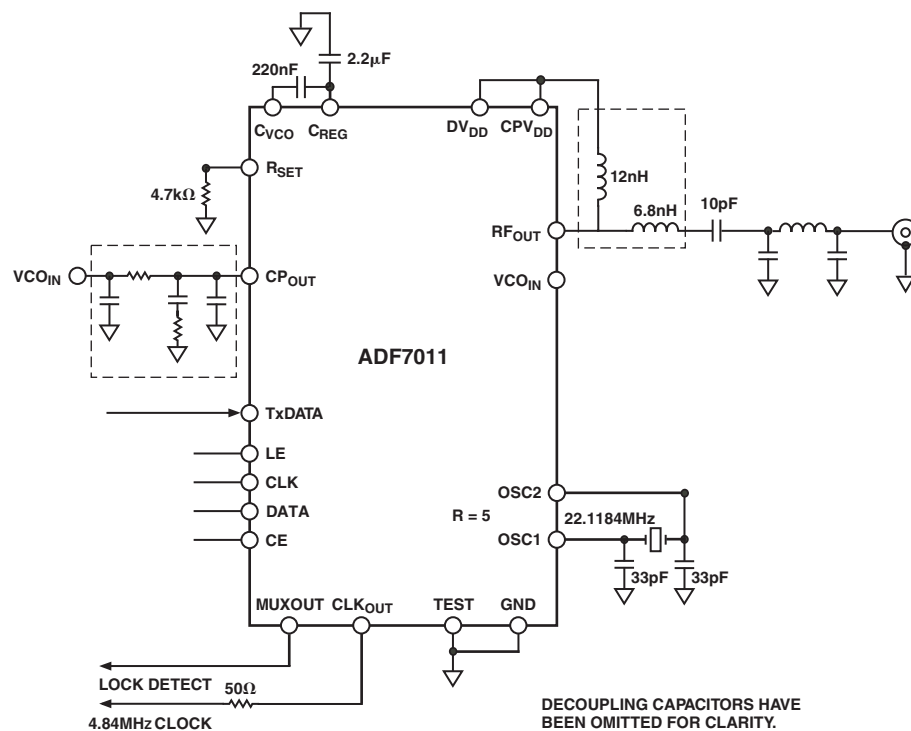 2.2μF
220nF
CVCO
CREG
DVDD
CPVDD
RSET
4.7kΩ
12nH
6.8nH
10pF
RFOUT
VCOIN
CPOUT
VCOIN
ADF7011
TxDATA
LE
CLK
DATA
CE
OSC2
R = 5
22.1184MHz
OSC1
33pF
33pF
MUXOUT
CLKOUT
TEST
GND
LOCK DETECT
50Ω
4.84MHz CLOCK
DECOUPLING CAPACITORS HAVE
BEEN OMITTED FOR CLARITY.